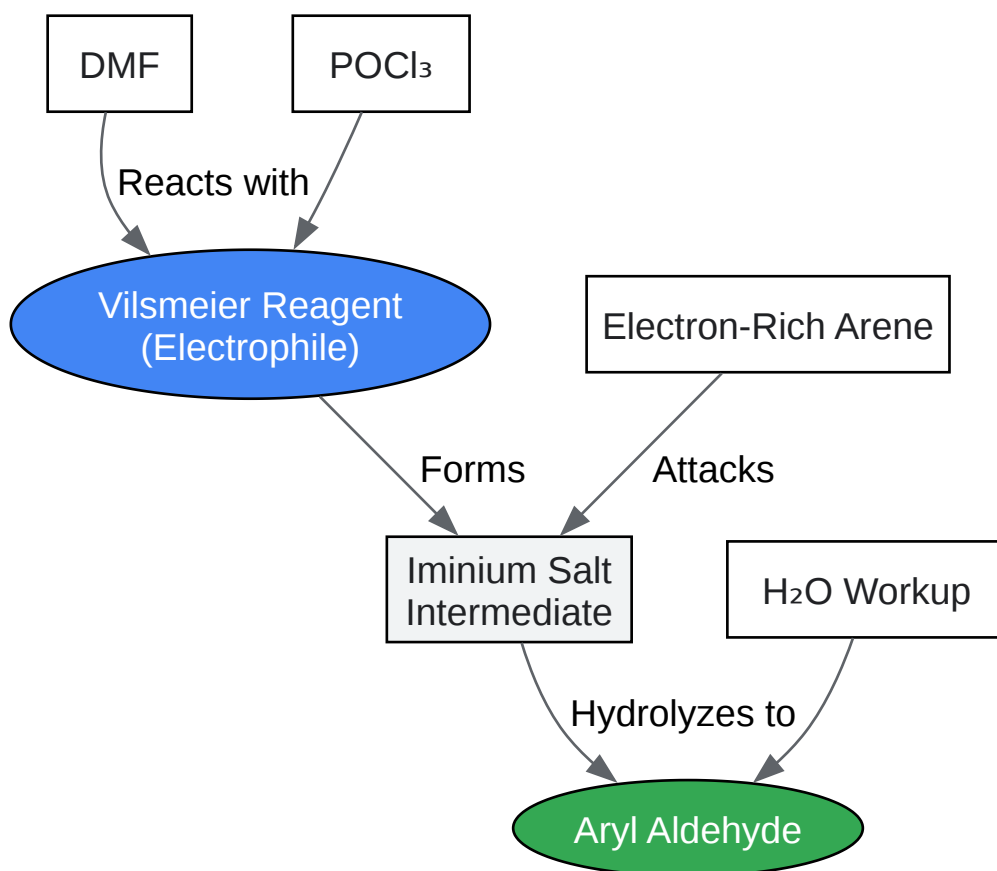 DMF
POCl₃
Reacts with
Vilsmeier Reagent
(Electrophile)
Electron-Rich Arene
Forms
Attacks
Iminium Salt
Intermediate
H₂O Workup
Hydrolyzes to
Aryl Aldehyde